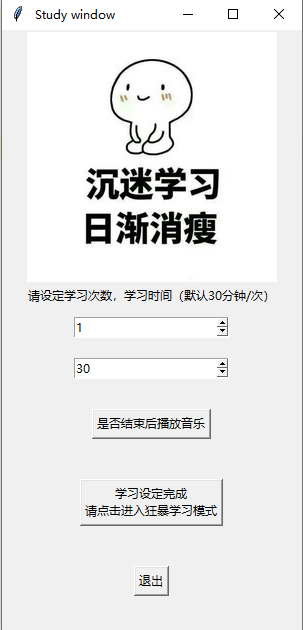 Study window
沉迷学习
日渐消瘦
请设定学习次数，学习时间（默认30分钟/次）
1
30
是否结束后播放音乐
学习设定完成
请点击进入狂暴学习模式
退出